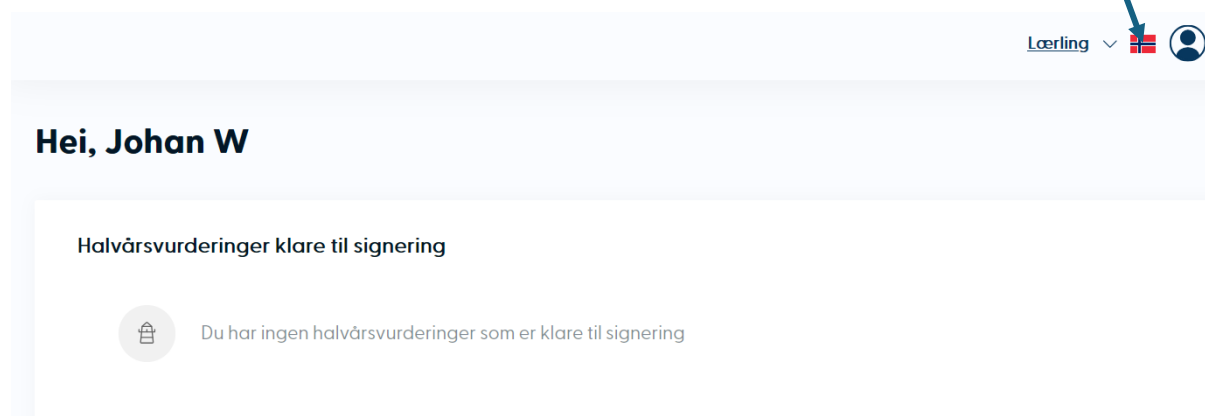 Lærling
Hei, Johan W
Halvårsvurderinger klare til signering
Du har ingen halvårsvurderinger som er klare til signering